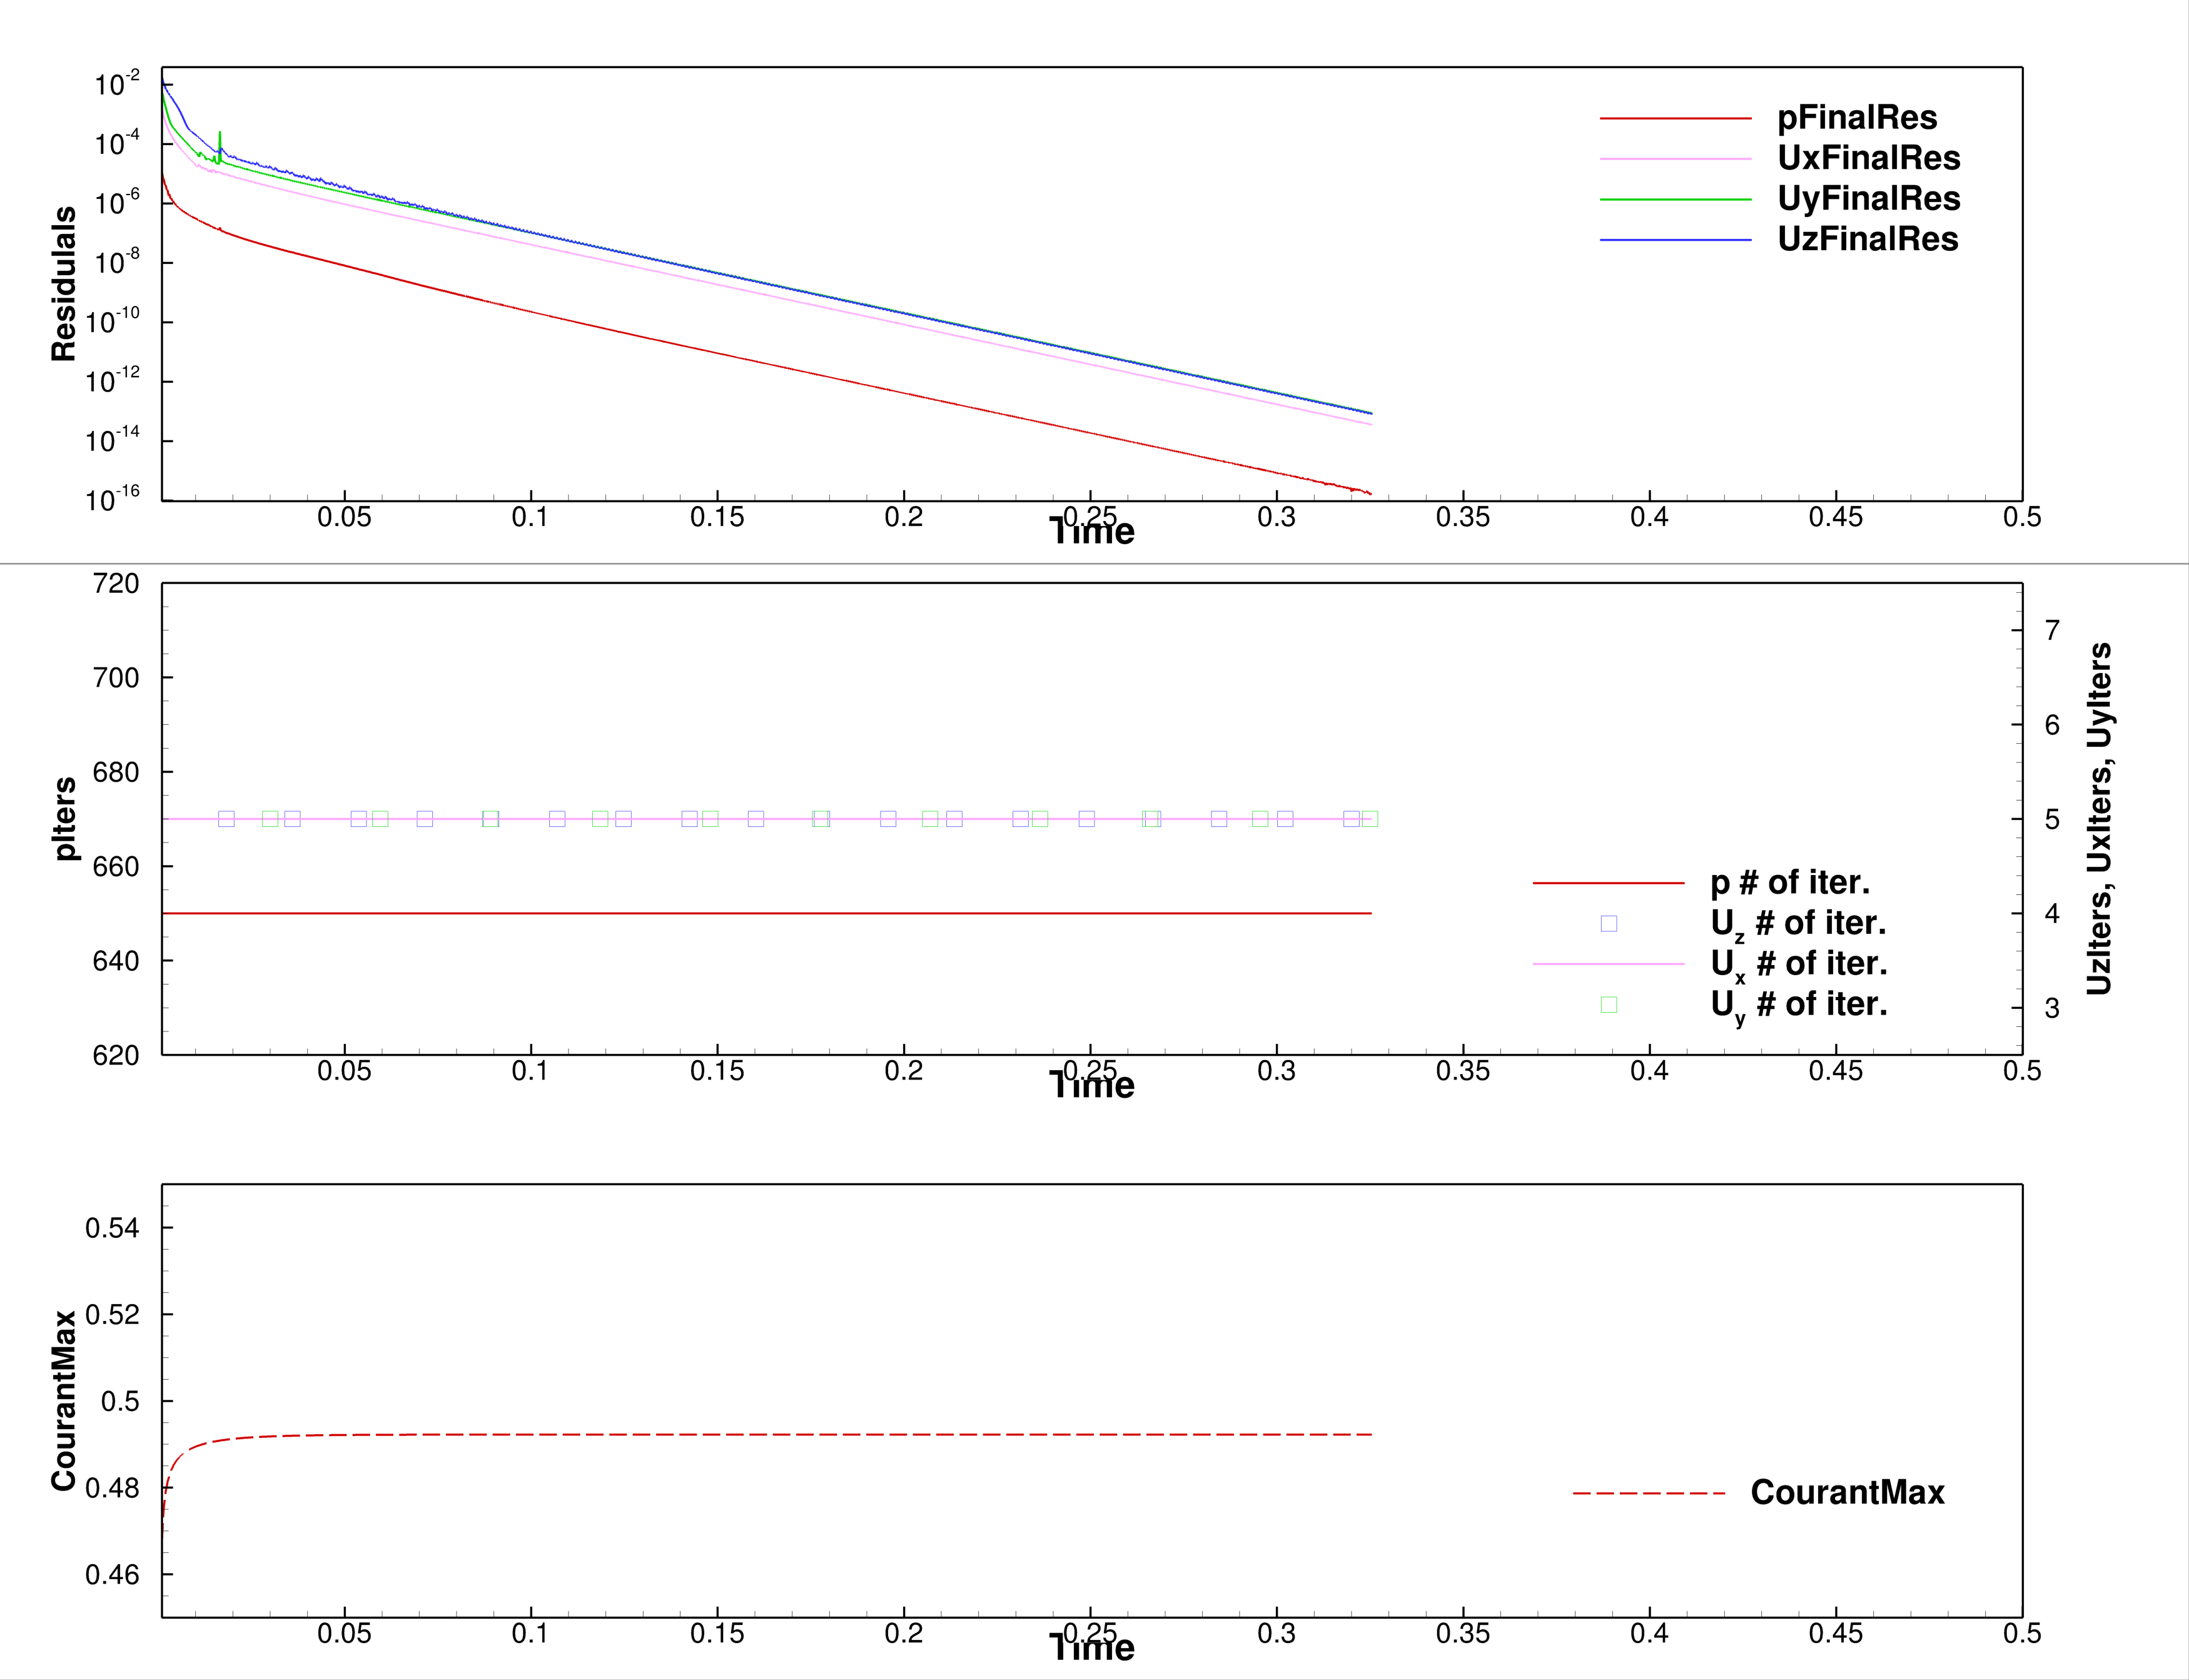 10-2
10-4
10-6
10-8
10-10
10-12
10-14
10-16
Residulals
pFinalRes
UxFinalRes
UyFinalRes
UzFinalRes
0.05 0.1 0.15 0.2 0.25 0.3 0.35 0.4 0.45 0.5
Time
720
700
680
660
640
620
pIters
7
6
5
4
3
UzIters, UxIters, UyIters
p # of iter.
Uz # of iter.
Ux # of iter.
Uy # of iter.
0.05 0.1 0.15 0.2 0.25 0.3 0.35 0.4 0.45 0.5
Time
0.54
0.52
0.5
0.48
0.46
CourantMax
CourantMax
0.05 0.1 0.15 0.2 0.25 0.3 0.35 0.4 0.45 0.5
Time